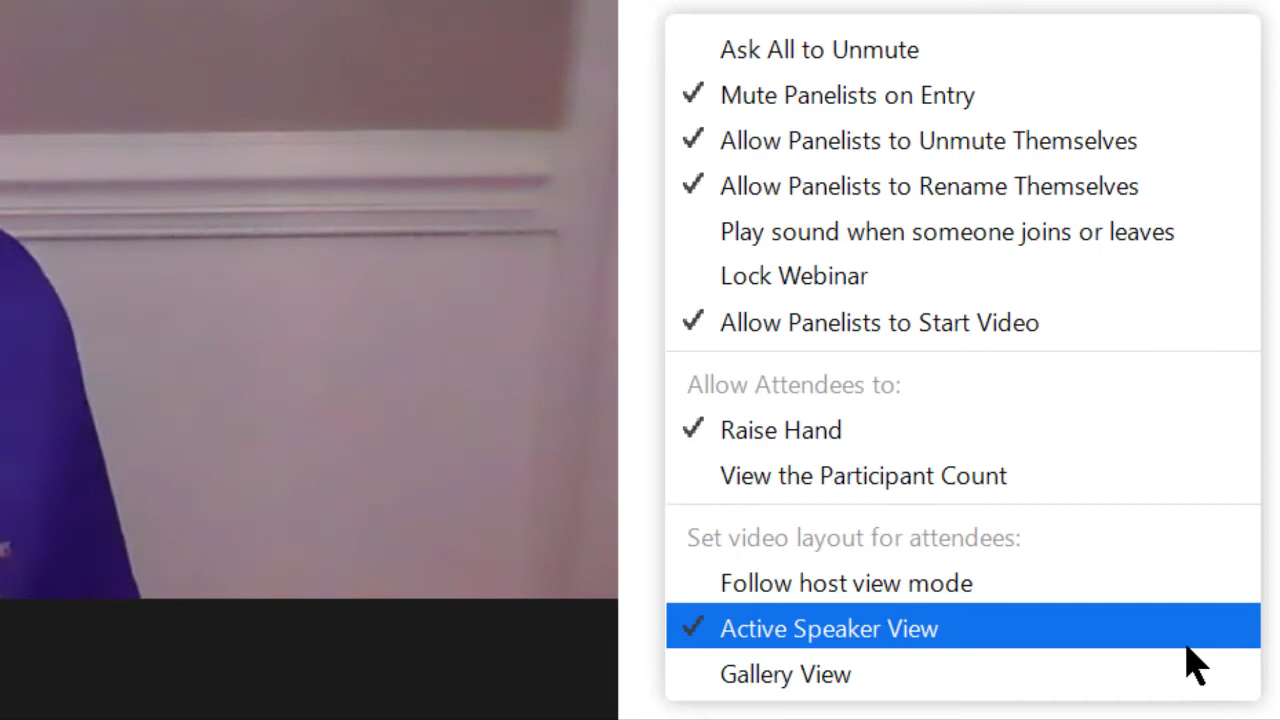 Ask All to Unmute
Mute Panelists on Entry
Allow Panelists to Unmute Themselves
Allow Panelists to Rename Themselves
Play sound when someone joins or leaves
Lock Webinar
Allow Panelists to Start Video
Allow Attendees to:
Raise Hand
View the Participant Count
Set video layout for attendees:
Follow host view mode
Active Speaker View
Gallery View